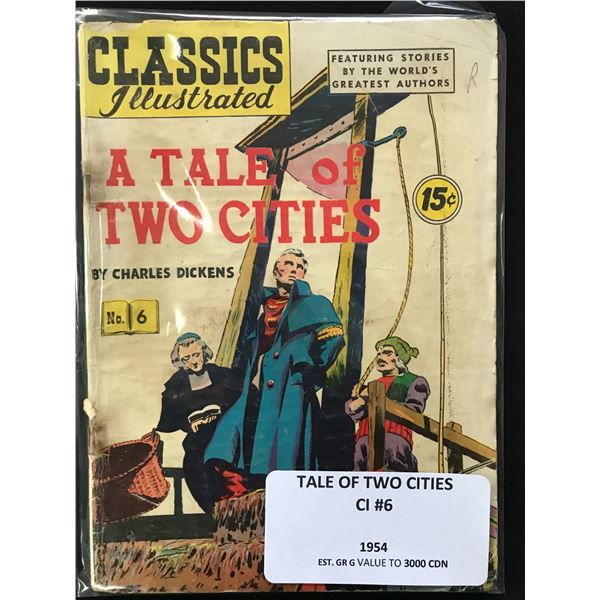 CLASSICS
Illustrated
FEATURING STORIES
BY THE WORLD'S
GREATEST AUTHORS
R
A TALE of
TWO CITIES
15¢
BY CHARLES DICKENS
No. 6
TALE OF TWO CITIES
CI #6
1954
EST. GR G VALUE TO 3000 CDN